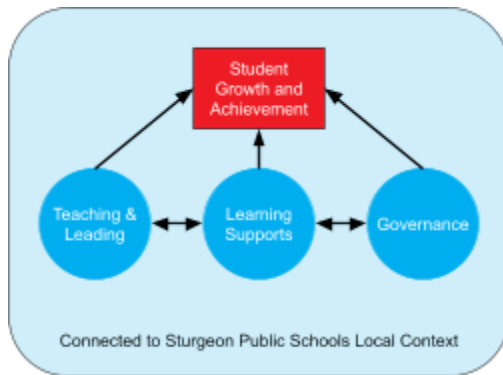 Student
Growth and
Achievement
Teaching &
Leading
Learning
Supports
Governance
Connected to Sturgeon Public Schools Local Context